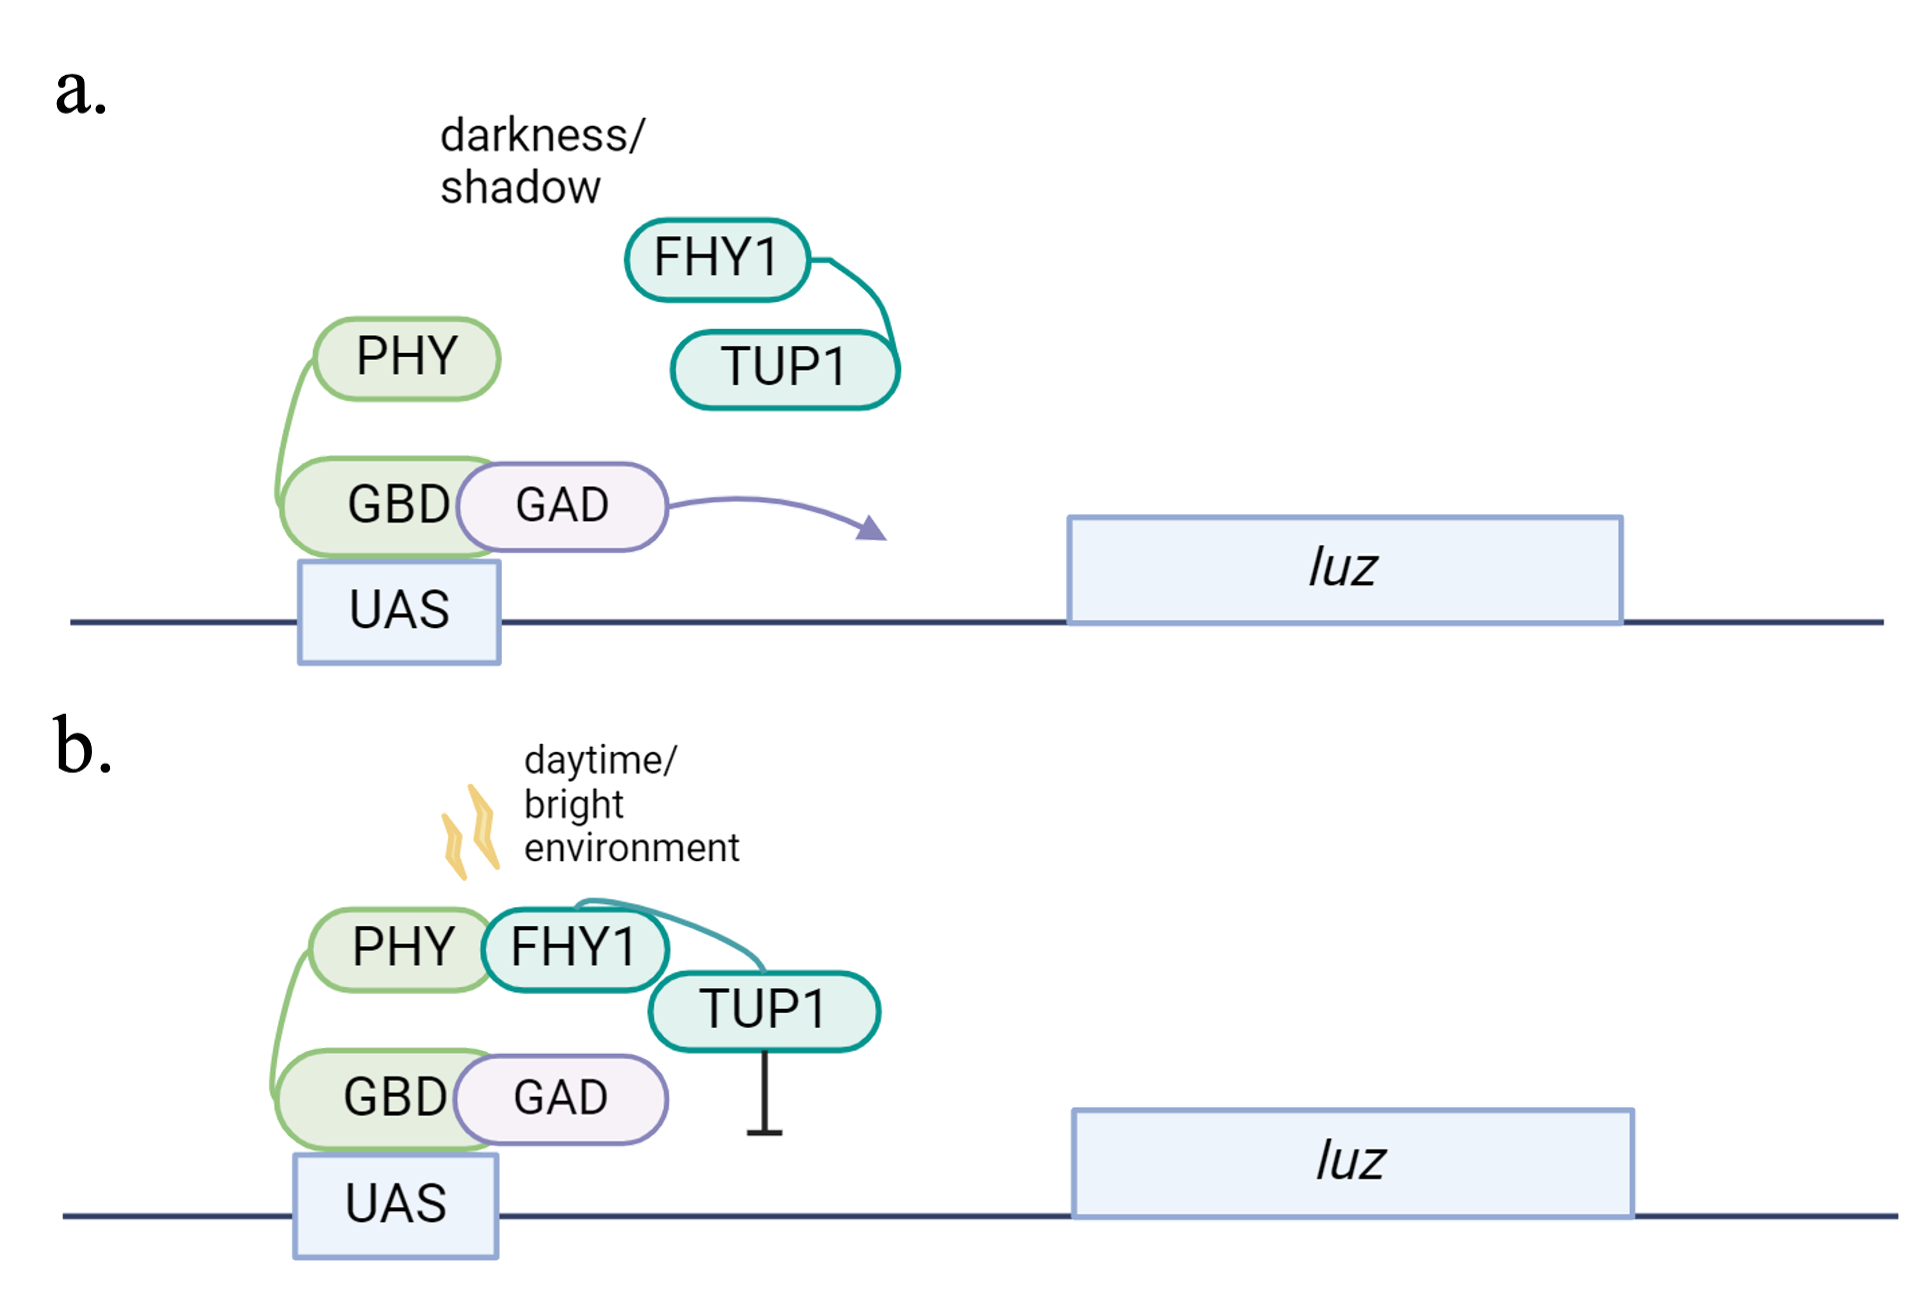 a.
darkness/
shadow
FHY1
PHY
TUP1
GBD
GAD
luz
UAS
b.
daytime/
bright
environment
PHY
FHY1
TUP1
GBD
GAD
luz
UAS